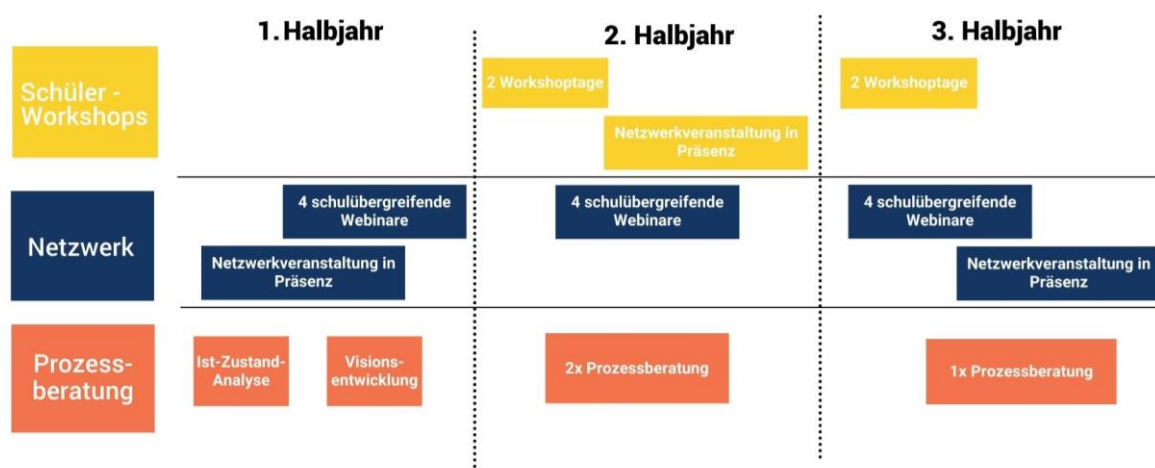 1. Halbjahr
2. Halbjahr
3. Halbjahr
Schüler -
Workshops
2 Workshoptage
Netzwerkveranstaltung in
Präsenz
2 Workshoptage
Netzwerk
4 schulübergreifende
Webinare
Netzwerkveranstaltung in
Präsenz
4 schulübergreifende
Webinare
4 schulübergreifende
Webinare
Netzwerkveranstaltung in
Präsenz
Prozess-
beratung
Ist-Zustand-
Analyse
Visions-
entwicklung
2x Prozessberatung
1x Prozessberatung